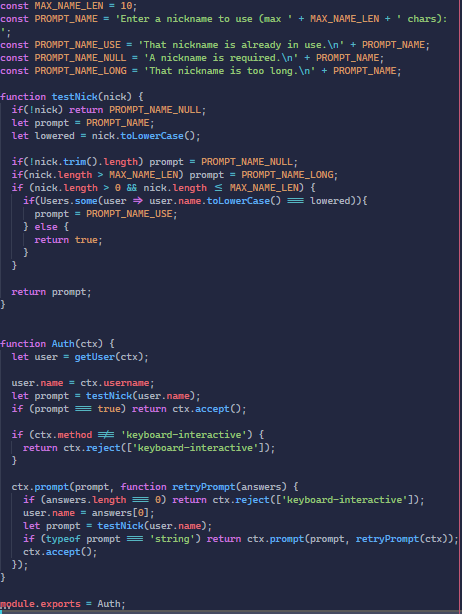 const MAX_NAME_LEN = 10;
const PROMPT_NAME = 'Enter a nickname to use (max ' + MAX_NAME_LEN + ' chars):
';
const PROMPT_NAME_USE = 'That nickname is already in use.\n' + PROMPT_NAME;
const PROMPT_NAME_NULL = 'A nickname is required.\n' + PROMPT_NAME;
const PROMPT_NAME_LONG = 'That nickname is too long.\n' + PROMPT_NAME;

function testNick(nick) {
  if(!nick) return PROMPT_NAME_NULL;
  let prompt = PROMPT_NAME;
  let lowered = nick.toLowerCase();

  if(!nick.trim().length) prompt = PROMPT_NAME_NULL;
  if(nick.length > MAX_NAME_LEN) prompt = PROMPT_NAME_LONG;
  if (nick.length > 0 && nick.length ≤ MAX_NAME_LEN) {
    if(Users.some(user ⇒ user.name.toLowerCase() ≡ lowered)){
      prompt = PROMPT_NAME_USE;
    } else {
      return true;
    }
  }

  return prompt;
}


function Auth(ctx) {
  let user = getUser(ctx);

  user.name = ctx.username;
  let prompt = testNick(user.name);
  if (prompt ≡ true) return ctx.accept();

  if (ctx.method ≢ 'keyboard-interactive') {
    return ctx.reject(['keyboard-interactive']);
  }

  ctx.prompt(prompt, function retryPrompt(answers) {
    if (answers.length ≡ 0) return ctx.reject(['keyboard-interactive']);
    user.name = answers[0];
    let prompt = testNick(user.name);
    if (typeof prompt ≡ 'string') return ctx.prompt(prompt, retryPrompt(ctx));
    ctx.accept();
  });
}

module.exports = Auth;